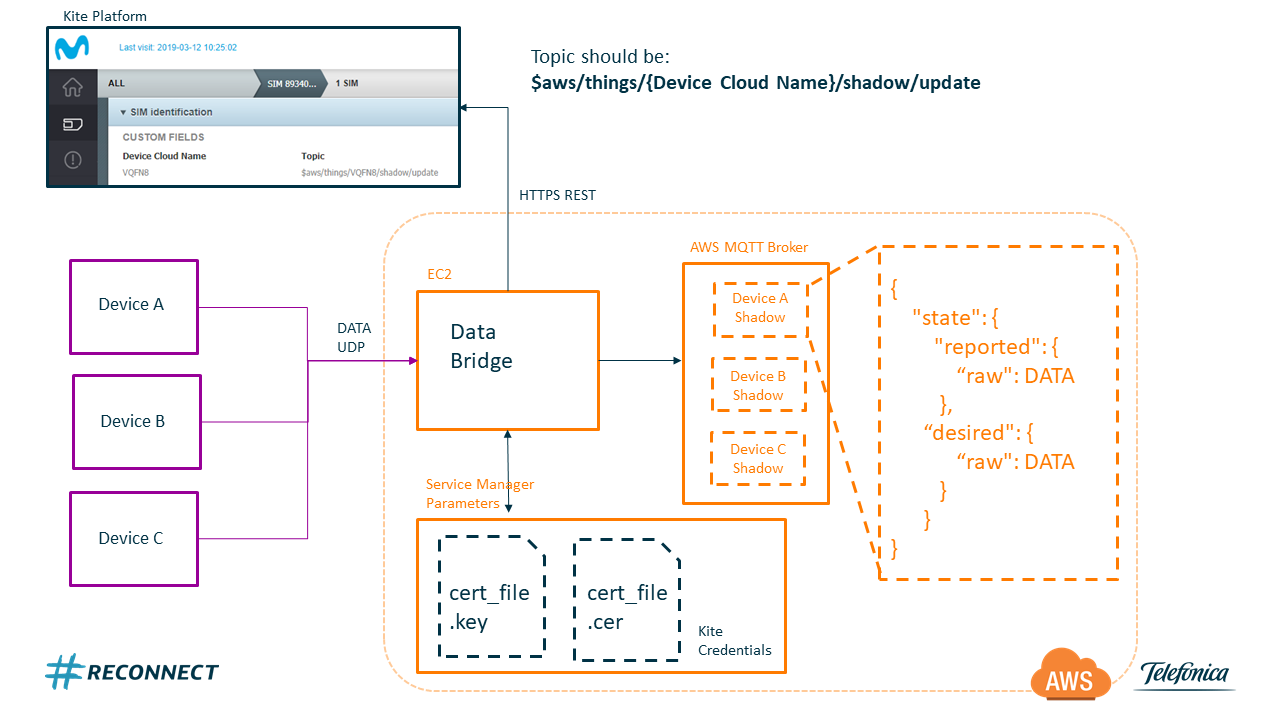 Kite Platform
Last visit: 2019-03-12 10:25.02
ALL
SIM 89340...
1 SIM
▾ SIM identification
CUSTOM FIELDS
Device Cloud Name
Topic
VQFN8
$aws/things/VQFN8/shadow/update
Topic should be:
$aws/things/{Device Cloud Name}/shadow/update
HTTPS REST
AWS MQTT Broker
EC2
Device A
Device B
Device C
DATA
UDP
Data
Bridge
Device A
Shadow
Device B
Shadow
Device C
Shadow
{
"state": {
"reported": {
“raw": DATA
},
“desired": {
“raw": DATA
}
}
}
Service Manager
Parameters
cert_file
.key
cert_file
.cer
Kite
Credentials
#RECONNECT
AWS
Telefónica